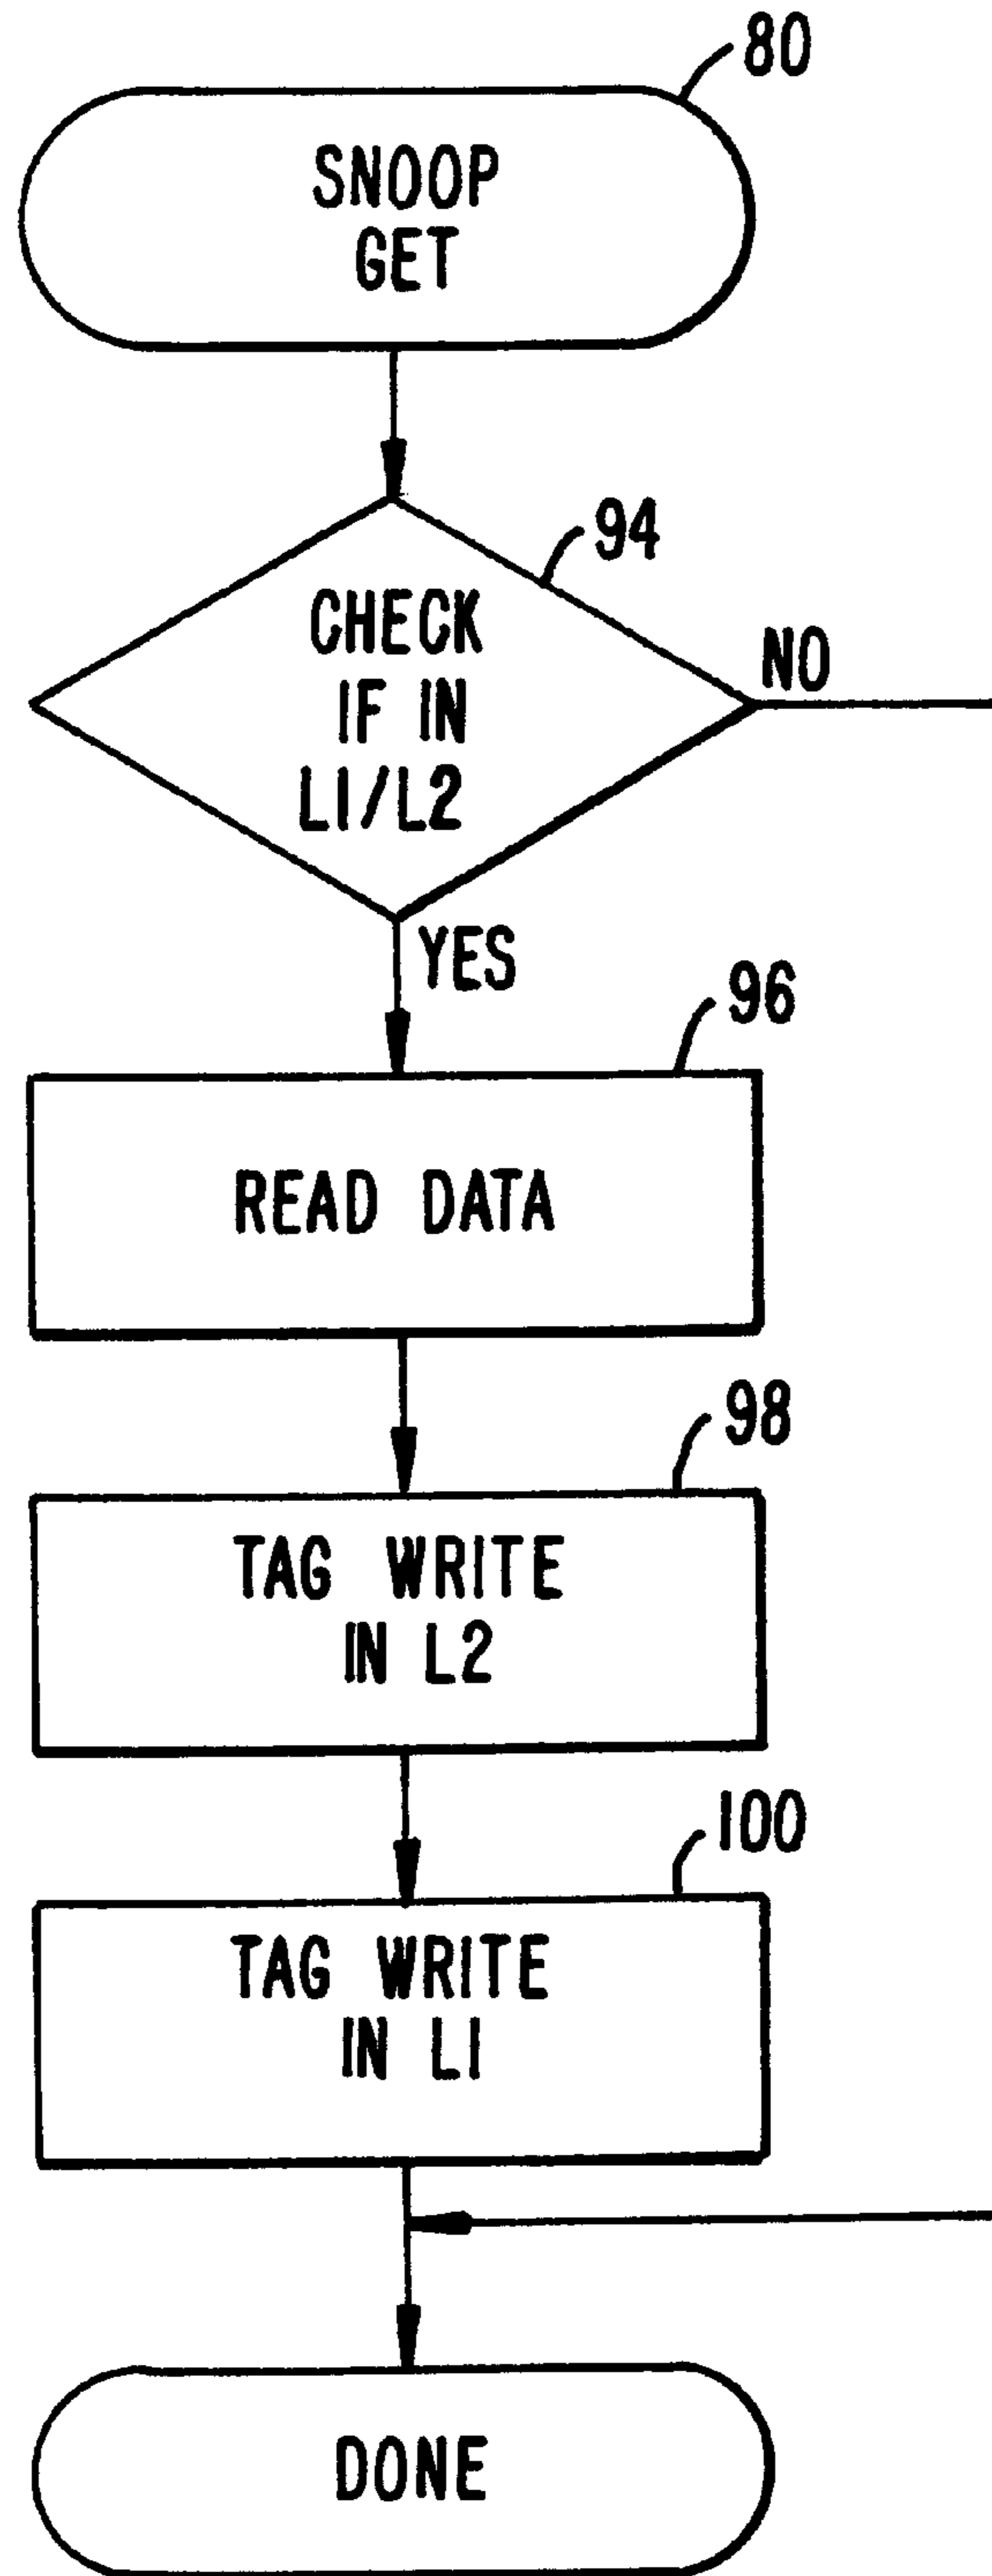 80
SNOOP
GET
94
CHECK
IF IN
L1/L2
NO
YES
96
READ DATA
98
TAG WRITE
IN L2
100
TAG WRITE
IN L1
DONE